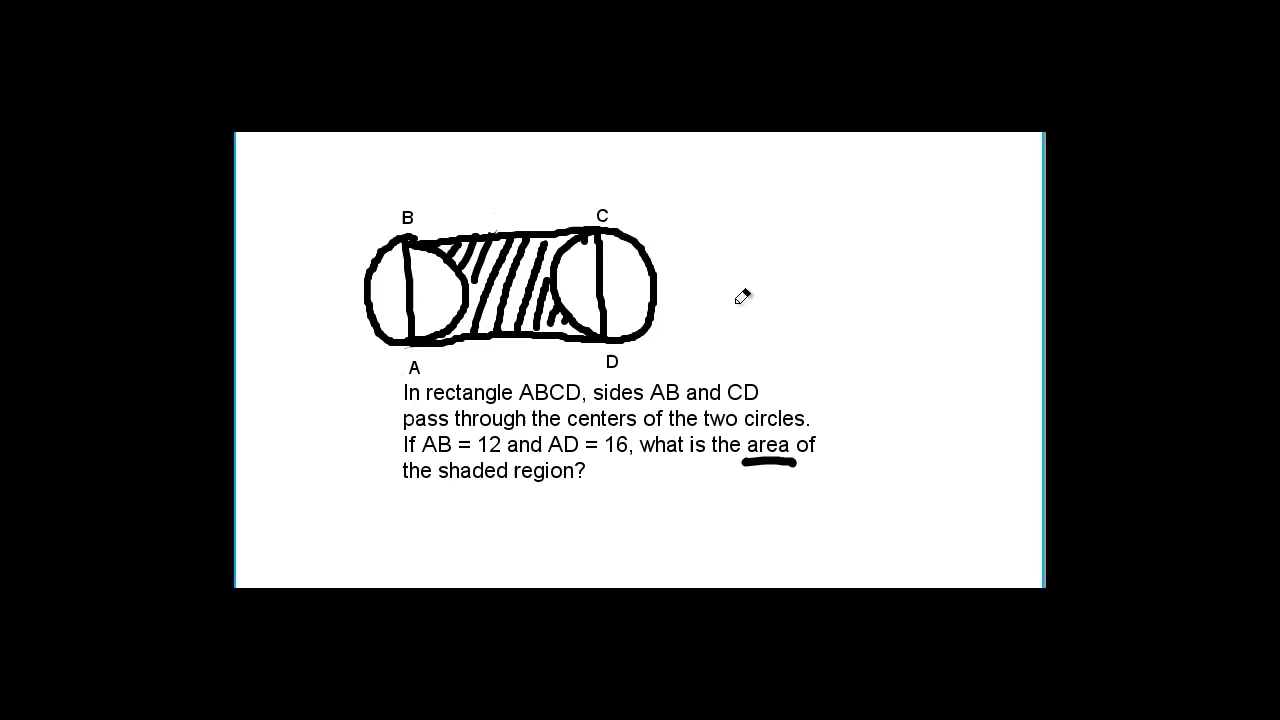 B C
A D
In rectangle ABCD, sides AB and CD
pass through the centers of the two circles.
If AB = 12 and AD = 16, what is the area of
the shaded region?